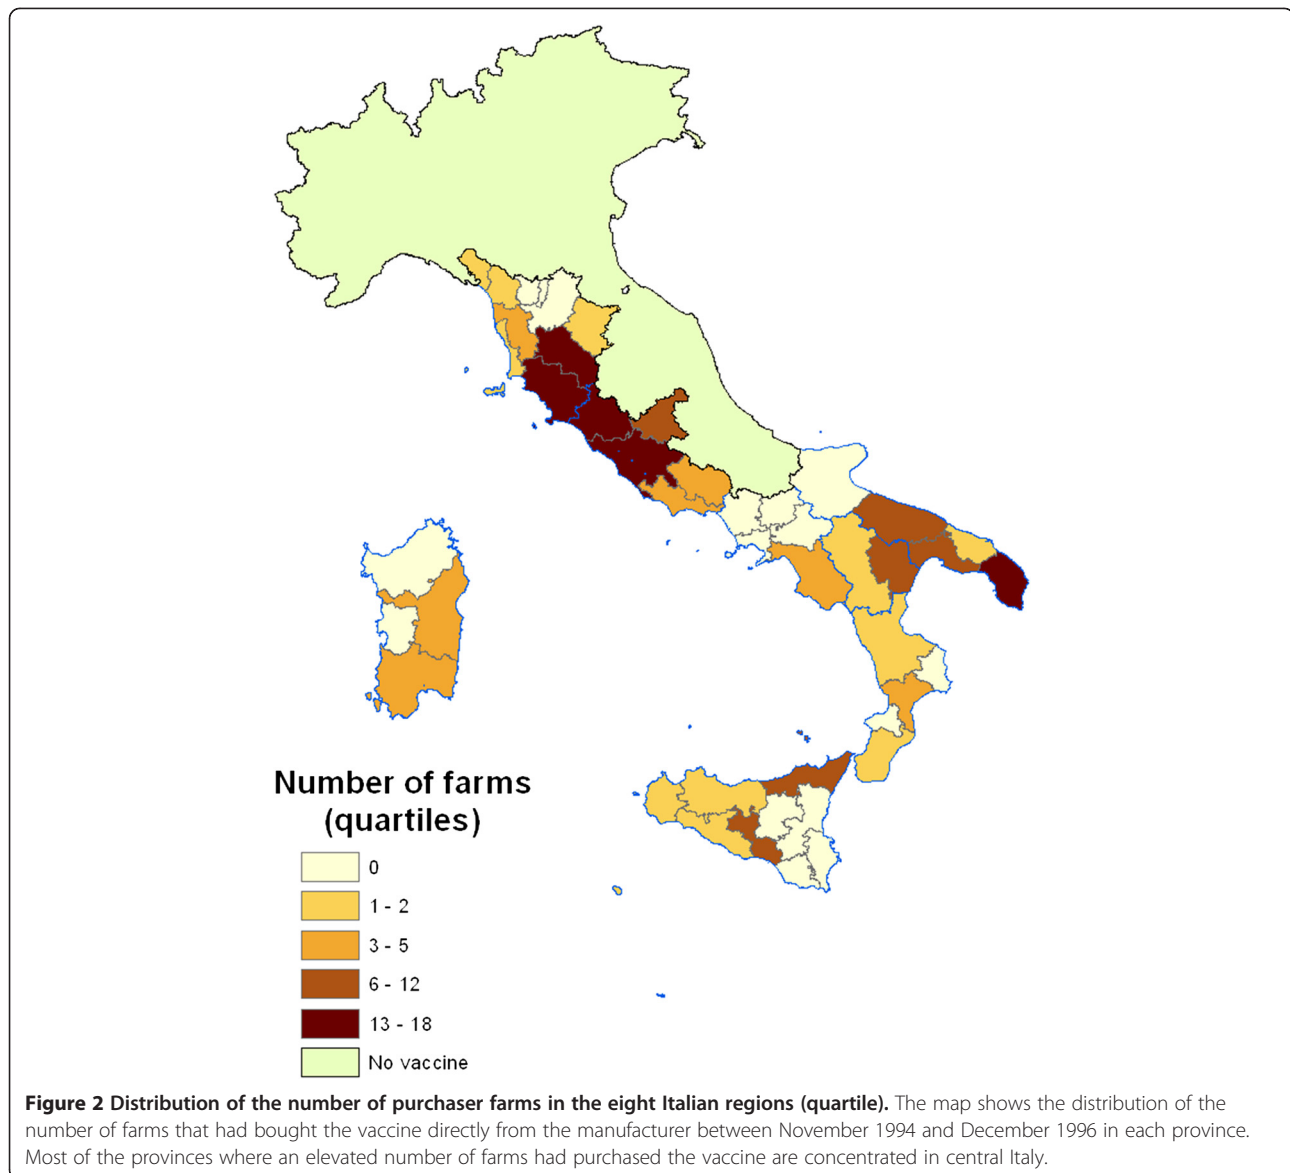 Number of farms
(quartiles)
0
1 - 2
3 - 5
6 - 12
13 - 18
No vaccine
Figure 2 Distribution of the number of purchaser farms in the eight Italian regions (quartile). The map shows the distribution of the
number of farms that had bought the vaccine directly from the manufacturer between November 1994 and December 1996 in each province.
Most of the provinces where an elevated number of farms had purchased the vaccine are concentrated in central Italy.